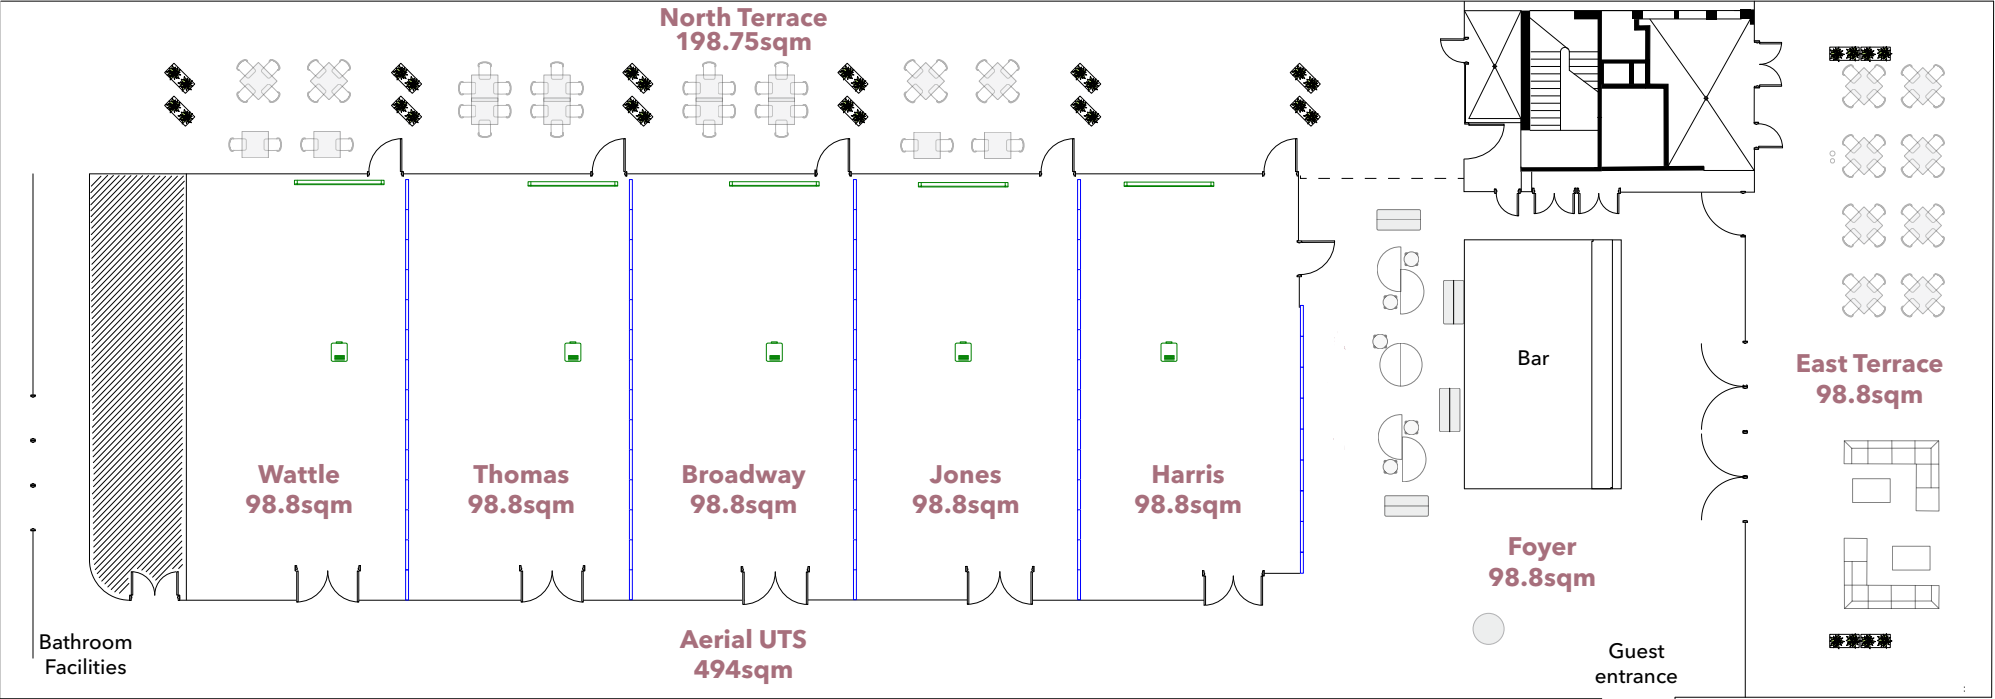 North Terrace
198.75sqm
Bar
East Terrace
98.8sqm
Wattle
98.8sqm
Thomas
98.8sqm
Broadway
98.8sqm
Jones
98.8sqm
Harris
98.8sqm
Foyer
98.8sqm
Bathroom
Facilities
Aerial UTS
494sqm
Guest
entrance